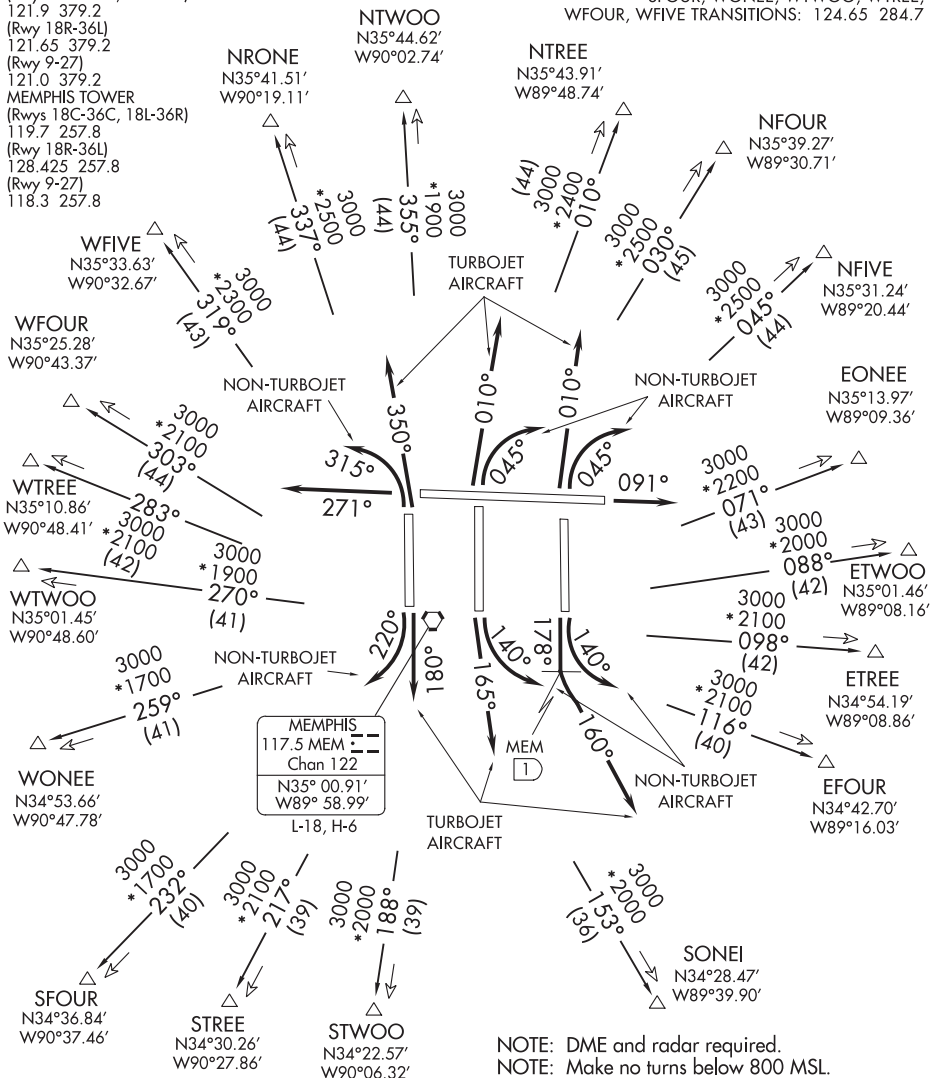 121.9 379.2
(Rwy 18R-36L)
121.65 379.2
(Rwy 9-27)
121.0 379.2
MEMPHIS TOWER
(Rwys 18C-36C, 18L-36R)
119.7 257.8
(Rwy 18R-36L)
128.425 257.8
(Rwy 9-27)
118.3 257.8
WFOUR, WFIVE TRANSITIONS: 124.65 284.7
NTWOO
N35°44.62′
W90°02.74′
NRONE
N35°41.51′
W90°19.11′
NTREE
N35°43.91′
W89°48.74′
NFOUR
N35°39.27′
W89°30.71′
3000
*2500
337°
(44)
3000
*1900
355°
(44)
(44)
3000
*2400
010°
3000
*2500
030°
(45)
WFIVE
N35°33.63′
W90°32.67′
3000
*2300
319°
(43)
TURBOJET
AIRCRAFT
3000
*2500
045°
(44)
NFIVE
N35°31.24′
W89°20.44′
WFOUR
N35°25.28′
W90°43.37′
NON-TURBOJET
AIRCRAFT
NON-TURBOJET
AIRCRAFT
EONEE
N35°13.97′
W89°09.36′
350°
010°
010°
315°
045°
045°
271°
091°
3000
*2100
303°
(44)
WTREE
N35°10.86′
W90°48.41′
283°
3000
*2100
(42)
3000
*2200
071°
(43)
3000
*2000
088°
(42)
ETWOO
N35°01.46′
W89°08.16′
WTWOO
N35°01.45′
W90°48.60′
3000
*1900
270°
(41)
3000
*2100
098°
(42)
ETREE
N34°54.19′
W89°08.86′
220°
180°
165°
140°
178°
140°
160°
NON-TURBOJET
AIRCRAFT
3000
*1700
259°
(41)
WONEE
N34°53.66′
W90°47.78′
MEMPHIS
117.5 MEM
Chan 122
N35° 00.91′
W89° 58.99′
L-18, H-6
MEM
1
3000
*2100
116°
(40)
EFOUR
N34°42.70′
W89°16.03′
NON-TURBOJET
AIRCRAFT
TURBOJET
AIRCRAFT
3000
*1700
232°
(40)
3000
*2100
217°
(39)
3000
*2000
188°
(39)
3000
*2000
153°
(36)
SFOUR
N34°36.84′
W90°37.46′
STREE
N34°30.26′
W90°27.86′
STWOO
N34°22.57′
W90°06.32′
SONEI
N34°28.47′
W89°39.90′
NOTE: DME and radar required.
NOTE: Make no turns below 800 MSL.